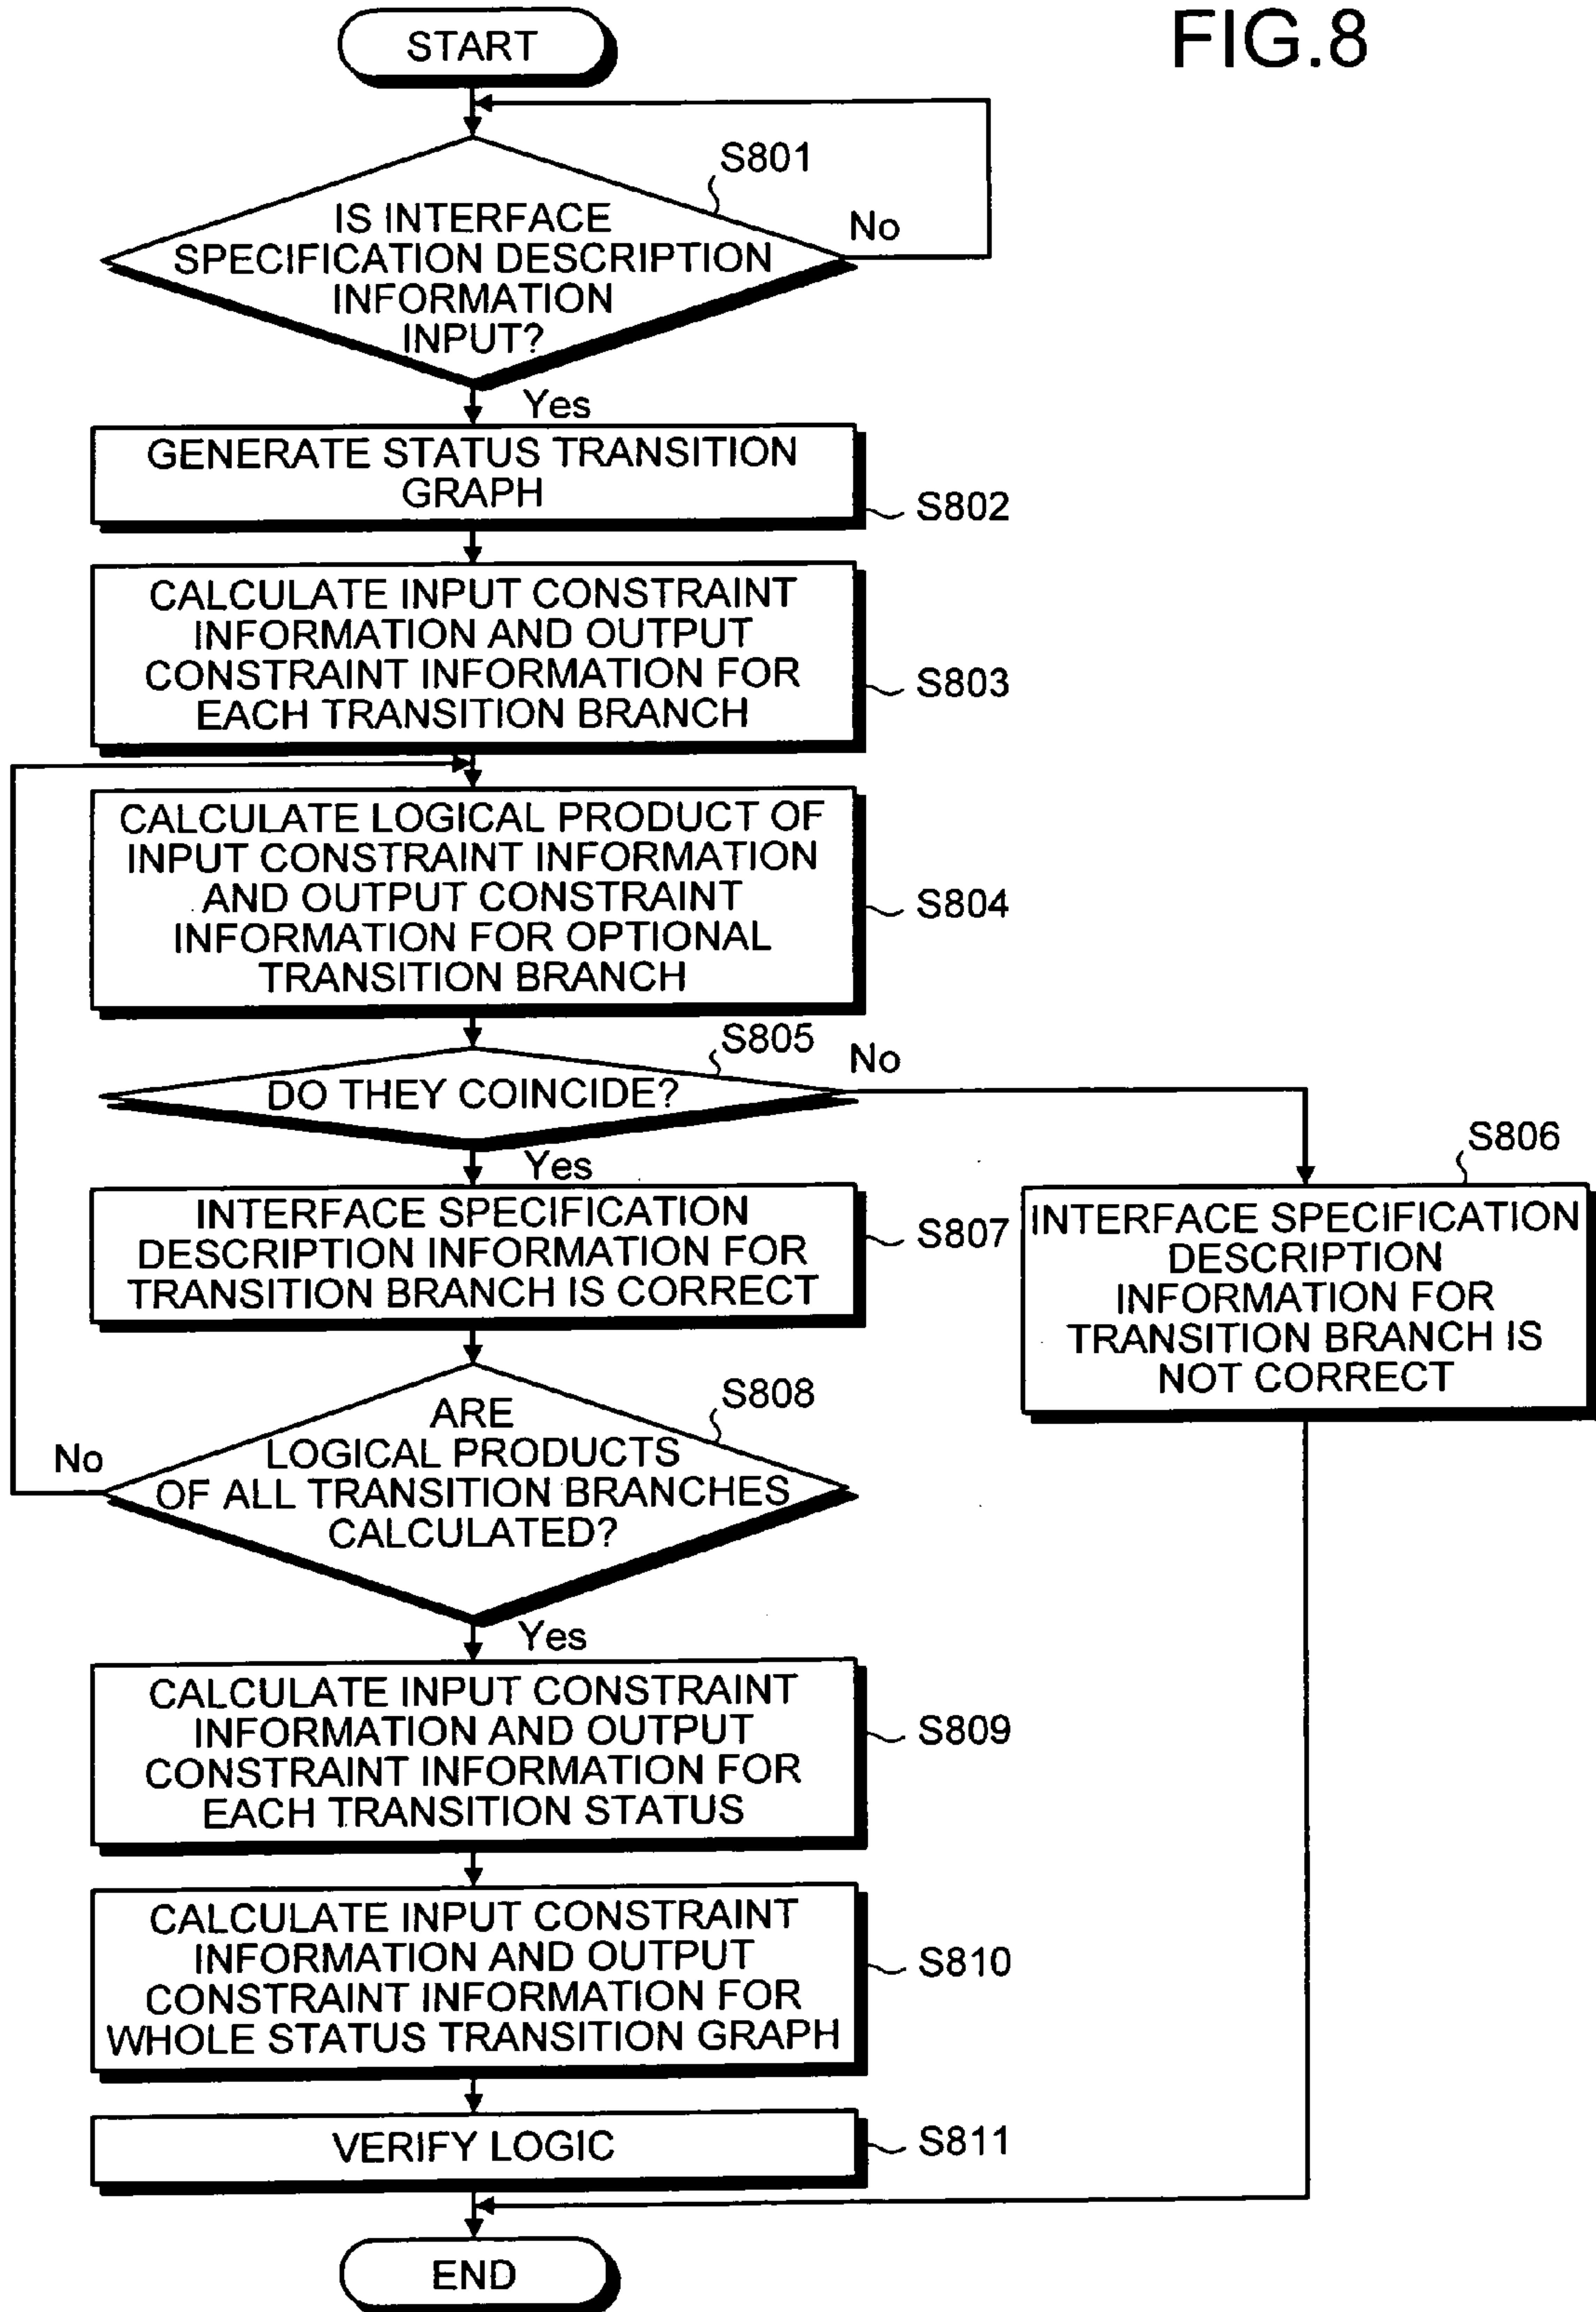 FIG.8
START
S801
IS INTERFACE
SPECIFICATION DESCRIPTION
INFORMATION
INPUT?
No
Yes
GENERATE STATUS TRANSITION
GRAPH
S802
CALCULATE INPUT CONSTRAINT
INFORMATION AND OUTPUT
CONSTRAINT INFORMATION FOR
EACH TRANSITION BRANCH
S803
CALCULATE LOGICAL PRODUCT OF
INPUT CONSTRAINT INFORMATION
AND OUTPUT CONSTRAINT
INFORMATION FOR OPTIONAL
TRANSITION BRANCH
S804
S805
DO THEY COINCIDE?
No
Yes
S806
INTERFACE SPECIFICATION
DESCRIPTION
INFORMATION FOR
TRANSITION BRANCH IS
NOT CORRECT
INTERFACE SPECIFICATION
DESCRIPTION INFORMATION FOR
TRANSITION BRANCH IS CORRECT
S807
S808
ARE
LOGICAL PRODUCTS
OF ALL TRANSITION BRANCHES
CALCULATED?
No
Yes
CALCULATE INPUT CONSTRAINT
INFORMATION AND OUTPUT
CONSTRAINT INFORMATION FOR
EACH TRANSITION STATUS
S809
CALCULATE INPUT CONSTRAINT
INFORMATION AND OUTPUT
CONSTRAINT INFORMATION FOR
WHOLE STATUS TRANSITION GRAPH
S810
VERIFY LOGIC
S811
END